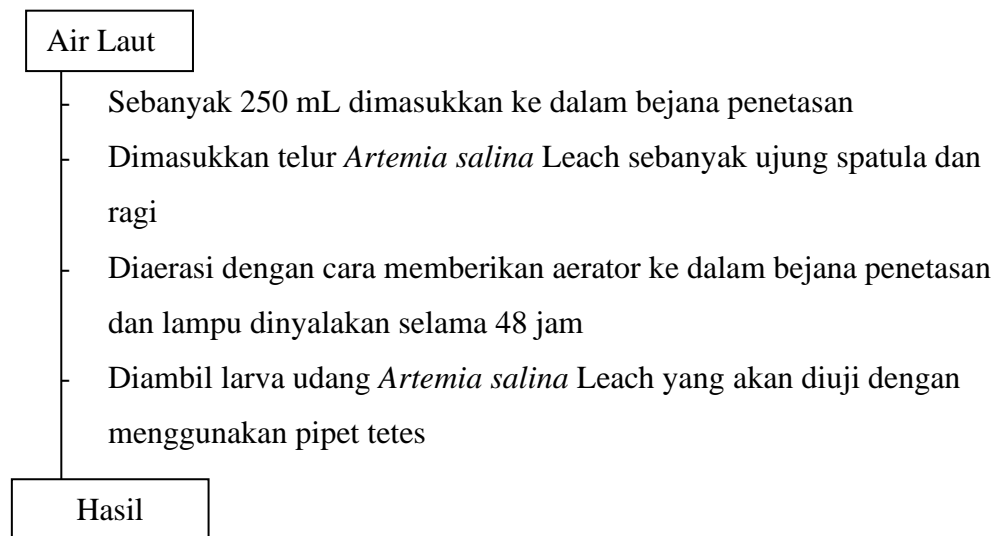 Air Laut
- Sebanyak 250 mL dimasukkan ke dalam bejana penetasan
- Dimasukkan telur Artemia salina Leach sebanyak ujung spatula dan
ragi
- Diaerasi dengan cara memberikan aerator ke dalam bejana penetasan
dan lampu dinyalakan selama 48 jam
- Diambil larva udang Artemia salina Leach yang akan diuji dengan
menggunakan pipet tetes
Hasil